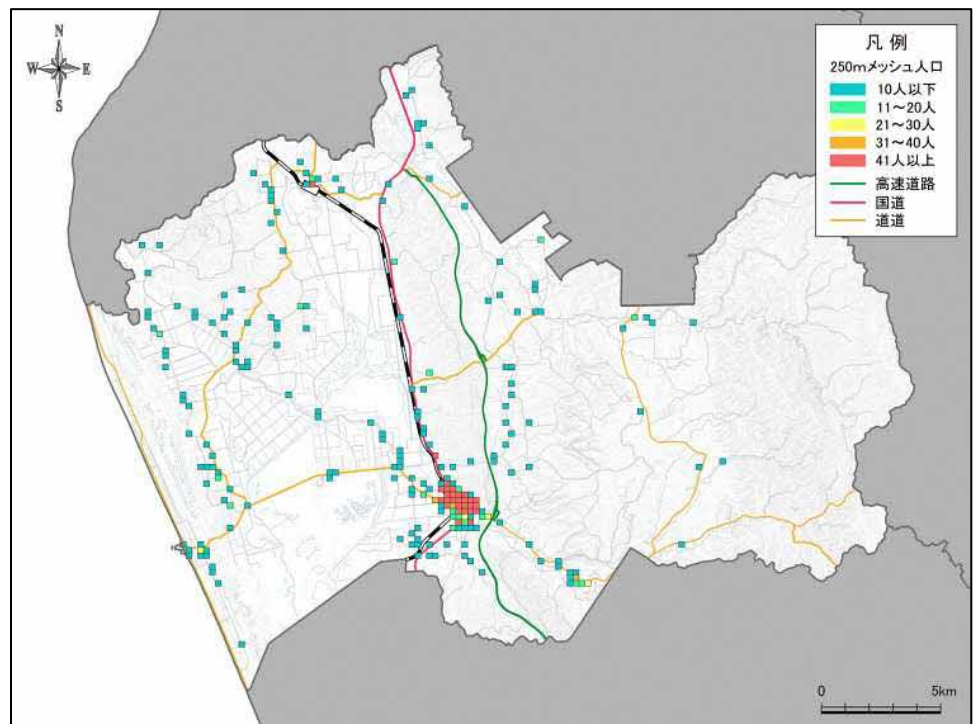 N
W E
S
凡 例
250mメッシュ人口
10人以下
11~20人
21~30人
31~40人
41人以上
高速道路
国道
道道
0 5km